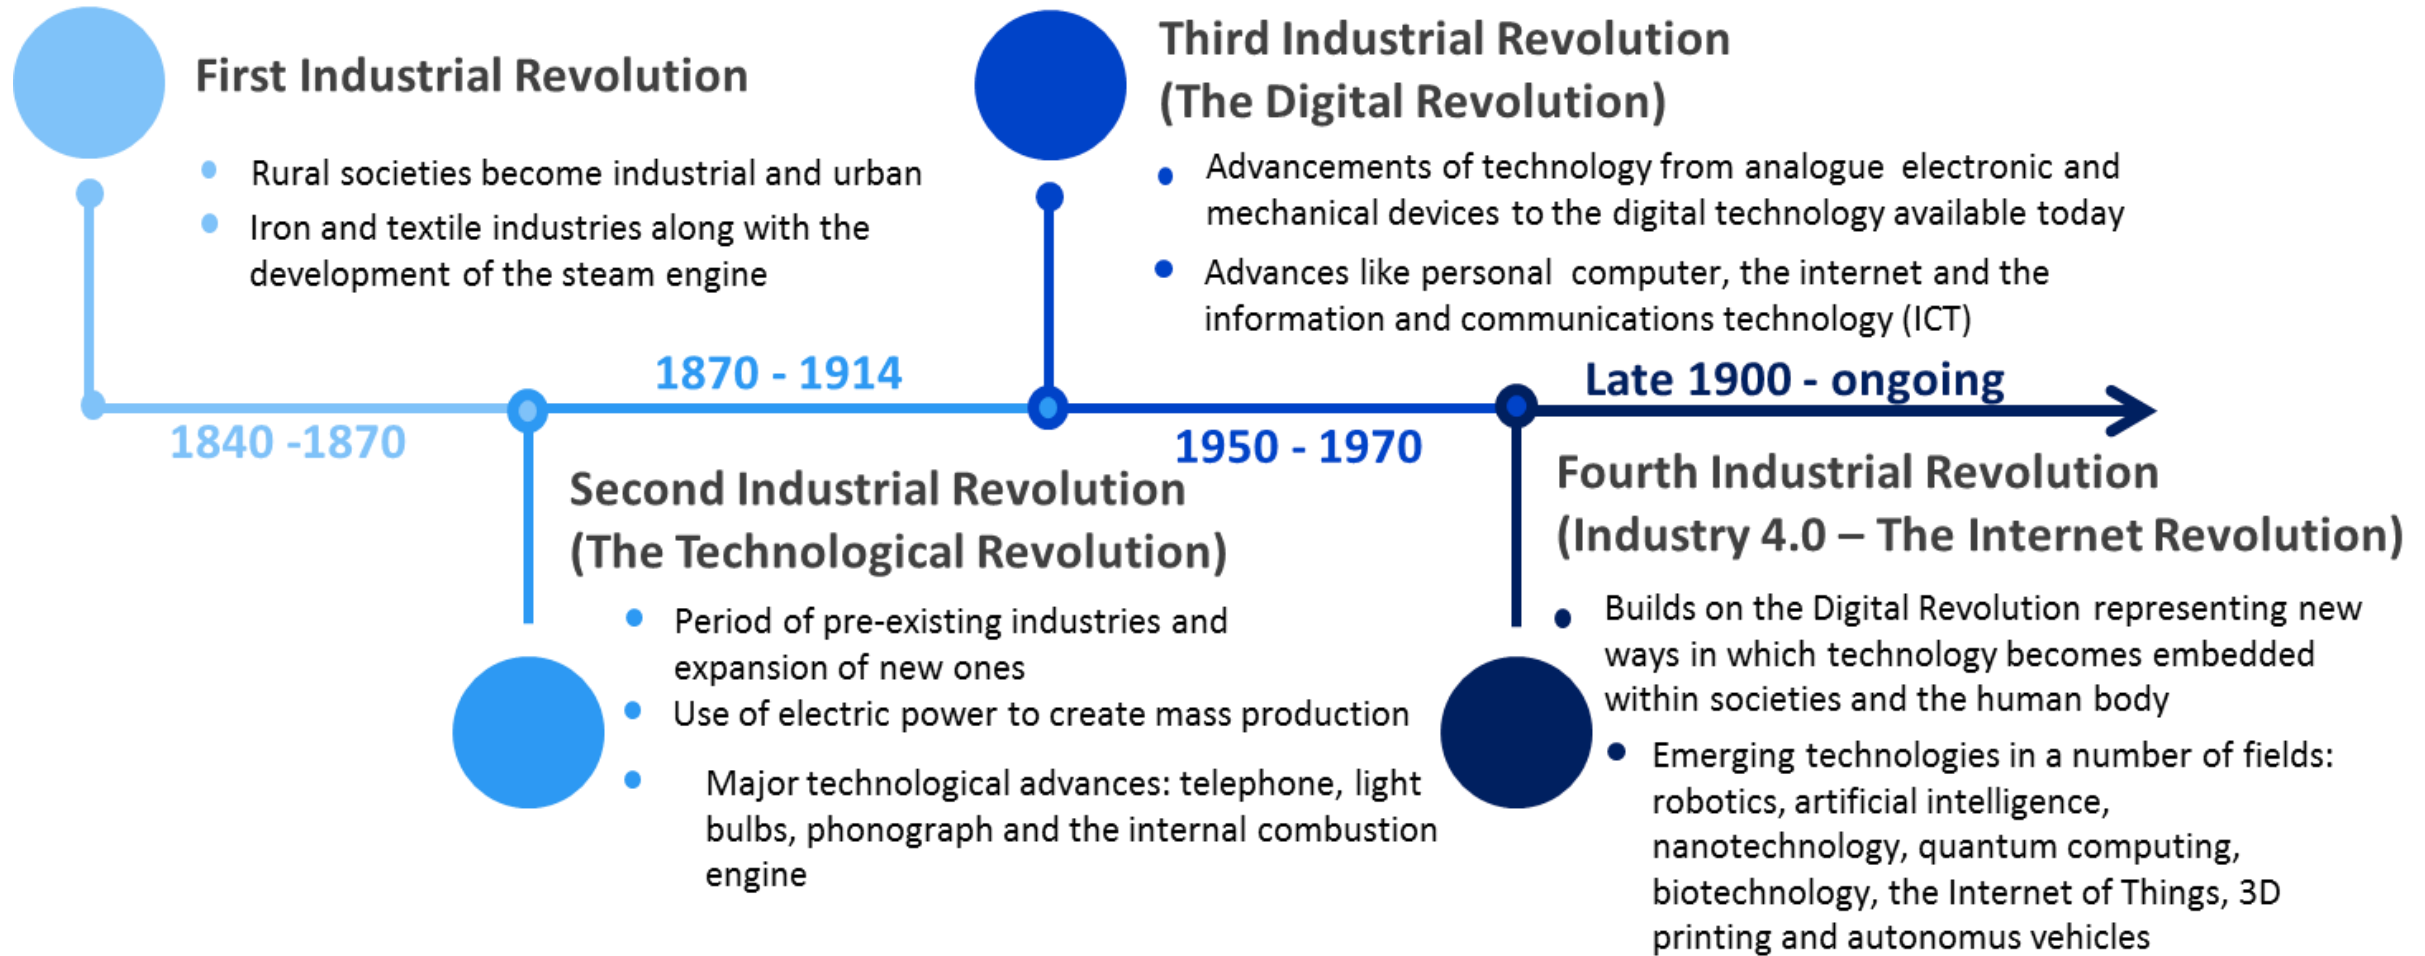 First Industrial Revolution
Rural societies become industrial and urban
Iron and textile industries along with the
development of the steam engine
1840 -1870
1870 - 1914
Second Industrial Revolution
(The Technological Revolution)
Period of pre-existing industries and
expansion of new ones
Use of electric power to create mass production
Major technological advances: telephone, light
bulbs, phonograph and the internal combustion
engine
Third Industrial Revolution
(The Digital Revolution)
Advancements of technology from analogue electronic and
mechanical devices to the digital technology available today
Advances like personal computer, the internet and the
information and communications technology (ICT)
1950 - 1970
Late 1900 - ongoing
Fourth Industrial Revolution
(Industry 4.0 – The Internet Revolution)
Builds on the Digital Revolution representing new
ways in which technology becomes embedded
within societies and the human body
Emerging technologies in a number of fields:
robotics, artificial intelligence,
nanotechnology, quantum computing,
biotechnology, the Internet of Things, 3D
printing and autonomus vehicles